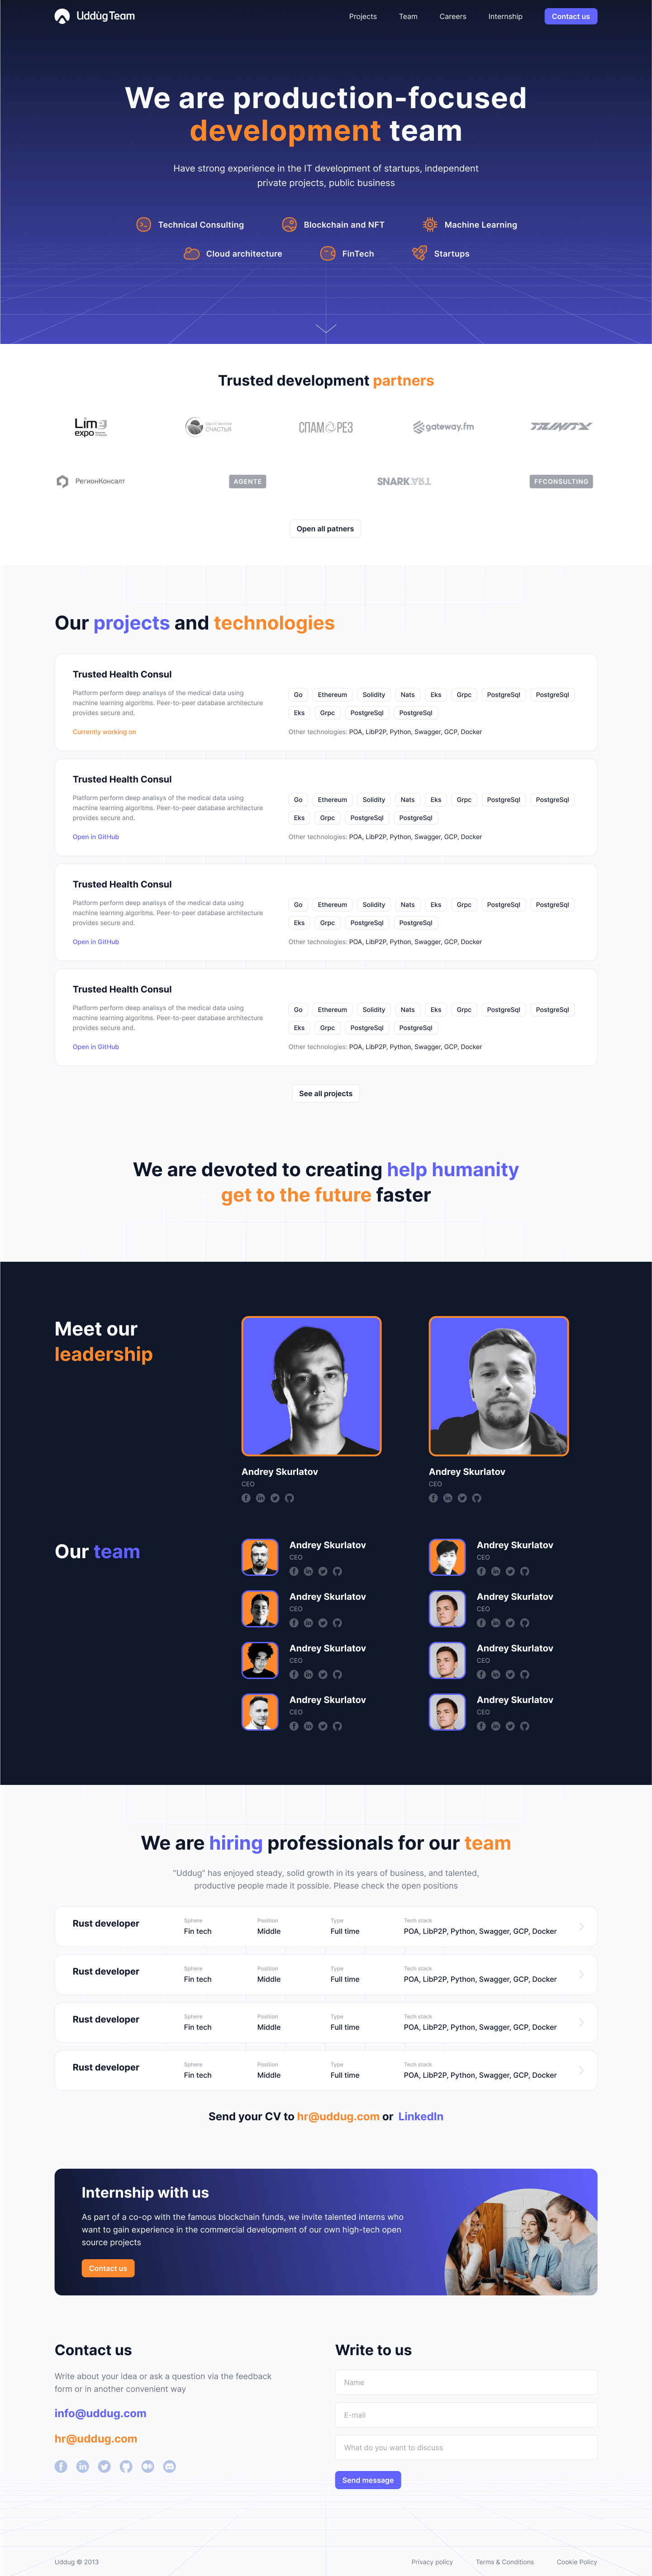 Uddùg Team
Projects Team Careers Internship Contact us
We are production-focused
development team
Have strong experience in the IT development of startups, independent
private projects, public business
Technical Consulting Blockchain and NFT Machine Learning
Cloud architecture FinTech Startups
Trusted development partners
Lim
expo
СЧАСТЬЯ
СПАМ РЕЗ
gateway.fm
РегионКонсалт
AGENTE
SNARK ART
FFCONSULTING
Open all patners
Our projects and technologies
Trusted Health Consul
Platform perform deep analisys of the medical data using
machine learning algoritms. Peer-to-peer database architecture
provides secure and.
Currently working on
Go Ethereum Solidity Nats Eks Grpc PostgreSql PostgreSql
Eks Grpc PostgreSql PostgreSql
Other technologies: POA, LibP2P, Python, Swagger, GCP, Docker
Trusted Health Consul
Platform perform deep analisys of the medical data using
machine learning algoritms. Peer-to-peer database architecture
provides secure and.
Open in GitHub
Go Ethereum Solidity Nats Eks Grpc PostgreSql PostgreSql
Eks Grpc PostgreSql PostgreSql
Other technologies: POA, LibP2P, Python, Swagger, GCP, Docker
Trusted Health Consul
Platform perform deep analisys of the medical data using
machine learning algoritms. Peer-to-peer database architecture
provides secure and.
Open in GitHub
Go Ethereum Solidity Nats Eks Grpc PostgreSql PostgreSql
Eks Grpc PostgreSql PostgreSql
Other technologies: POA, LibP2P, Python, Swagger, GCP, Docker
Trusted Health Consul
Platform perform deep analisys of the medical data using
machine learning algoritms. Peer-to-peer database architecture
provides secure and.
Open in GitHub
Go Ethereum Solidity Nats Eks Grpc PostgreSql PostgreSql
Eks Grpc PostgreSql PostgreSql
Other technologies: POA, LibP2P, Python, Swagger, GCP, Docker
See all projects
We are devoted to creating help humanity
get to the future faster
Meet our
leadership
Andrey Skurlatov
CEO
Andrey Skurlatov
CEO
Our team
Andrey Skurlatov
CEO
Andrey Skurlatov
CEO
Andrey Skurlatov
CEO
Andrey Skurlatov
CEO
Andrey Skurlatov
CEO
Andrey Skurlatov
CEO
Andrey Skurlatov
CEO
Andrey Skurlatov
CEO
We are hiring professionals for our team
"Uddug" has enjoyed steady, solid growth in its years of business, and talented,
productive people made it possible. Please check the open positions
Rust developer
Sphere Position Type Tech stack
Fin tech Middle Full time POA, LibP2P, Python, Swagger, GCP, Docker
Rust developer
Sphere Position Type Tech stack
Fin tech Middle Full time POA, LibP2P, Python, Swagger, GCP, Docker
Rust developer
Sphere Position Type Tech stack
Fin tech Middle Full time POA, LibP2P, Python, Swagger, GCP, Docker
Rust developer
Sphere Position Type Tech stack
Fin tech Middle Full time POA, LibP2P, Python, Swagger, GCP, Docker
Send your CV to hr@uddug.com or LinkedIn
Internship with us
As part of a co-op with the famous blockchain funds, we invite talented interns who
want to gain experience in the commercial development of our own high-tech open
source projects
Contact us
Contact us
Write about your idea or ask a question via the feedback
form or in another convenient way
info@uddug.com
hr@uddug.com
Write to us
Name
E-mail
What do you want to discuss
Send message
Uddug © 2013
Privacy policy Terms & Conditions Cookie Policy